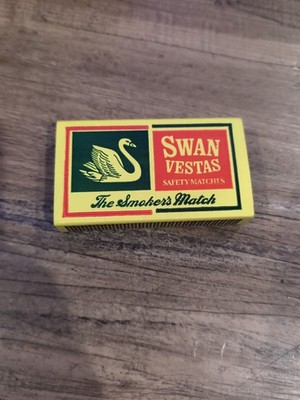 SWAN
VESTAS
SAFETY MATCHES
The Smoker's Match